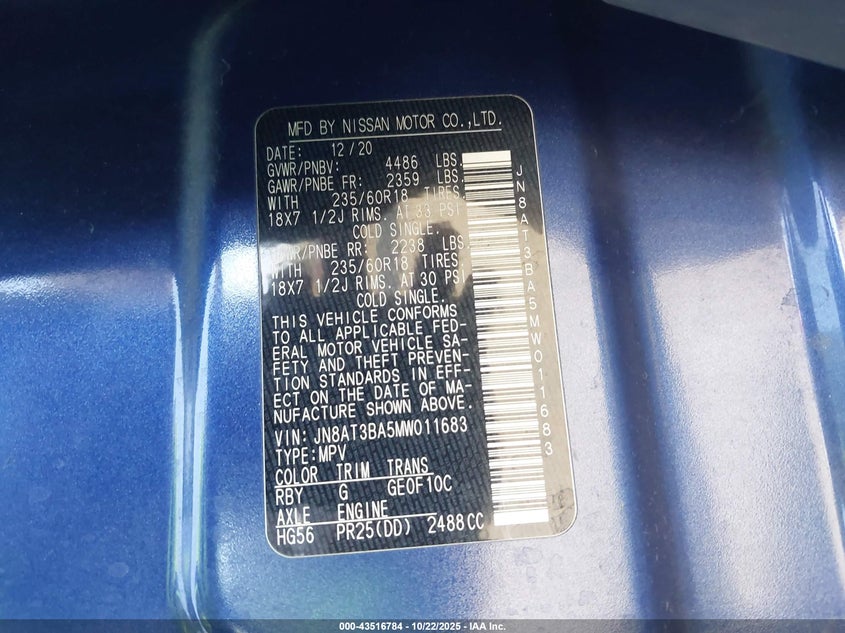 MFD BY NISSAN MOTOR CO.,LTD.
DATE: 12/20
GVWR/PNBV: 4486 LBS.
GAWR/PNBE FR: 2359 LBS.
WITH 235/60R18 TIRES.
18X7 1/2J RIMS. AT 33 PSI
COLD SINGLE.
GAWR/PNBE RR: 2238 LBS.
WITH 235/60R18 TIRES.
18X7 1/2J RIMS. AT 30 PSI
COLD SINGLE.
THIS VEHICLE CONFORMS
TO ALL APPLICABLE FED-
ERAL MOTOR VEHICLE SA-
FETY AND THEFT PREVEN-
TION STANDARDS IN EFF-
ECT ON THE DATE OF MA-
NUFACTURE SHOWN ABOVE.
VIN: JN8AT3BA5MW011683
TYPE:MPV
COLOR TRIM TRANS
RBY G GE0F10C
AXLE ENGINE
HG56 PR25(DD) 2488CC
JN8AT3BA5MW011683
000-43516784 - 10/22/2025 - IAA Inc.